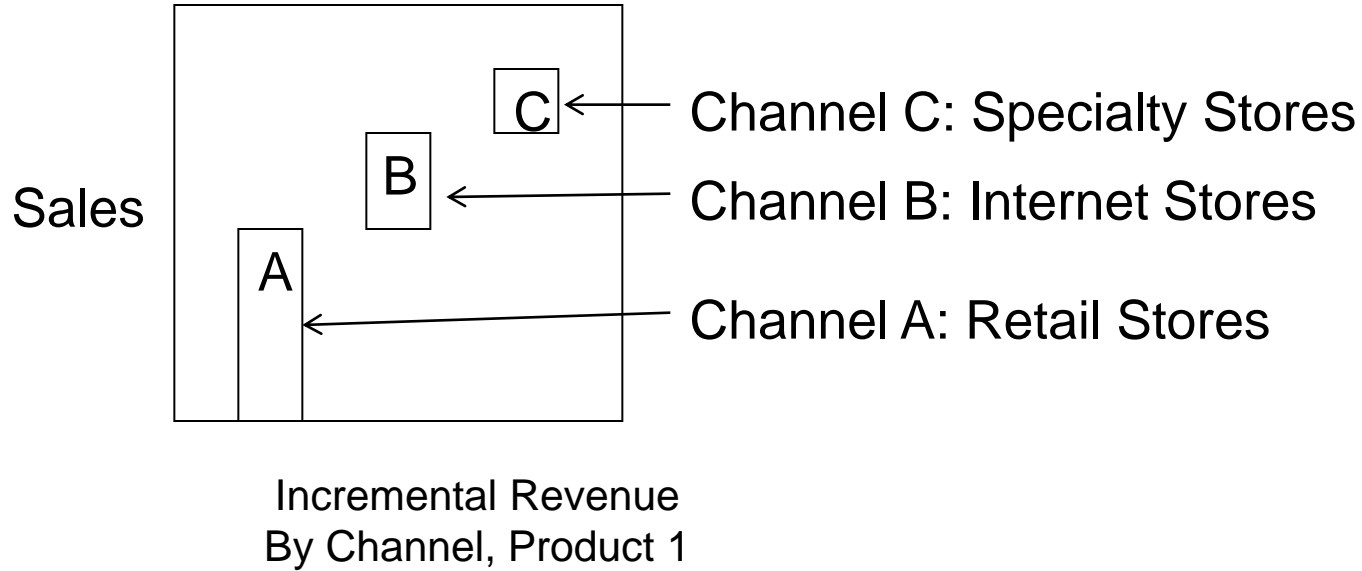 C
Channel C: Specialty Stores
B
Channel B: Internet Stores
Sales
A
Channel A: Retail Stores
Incremental Revenue
By Channel, Product 1